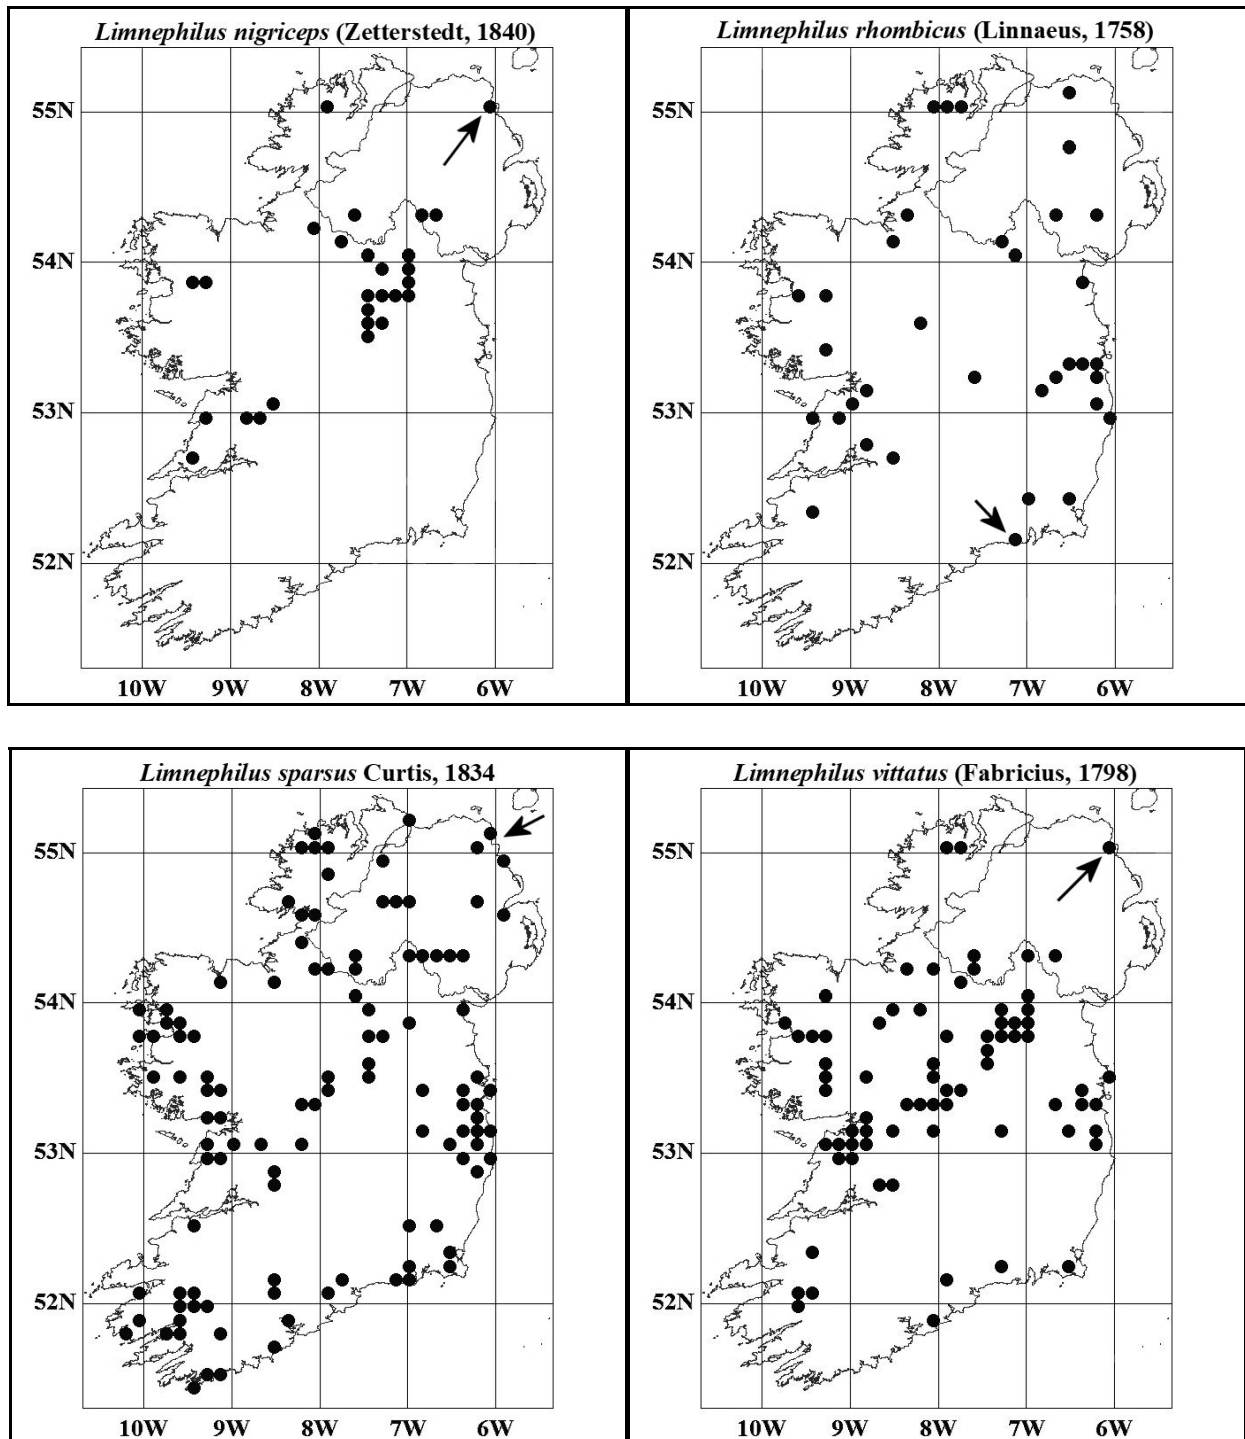 Limnephilus nigriceps (Zetterstedt, 1840)
55N
54N
53N
52N
10W 9W 8W 7W 6W
Limnephilus rhombicus (Linnaeus, 1758)
55N
54N
53N
52N
10W 9W 8W 7W 6W
Limnephilus sparsus Curtis, 1834
55N
54N
53N
52N
10W 9W 8W 7W 6W
Limnephilus vittatus (Fabricius, 1798)
55N
54N
53N
52N
10W 9W 8W 7W 6W